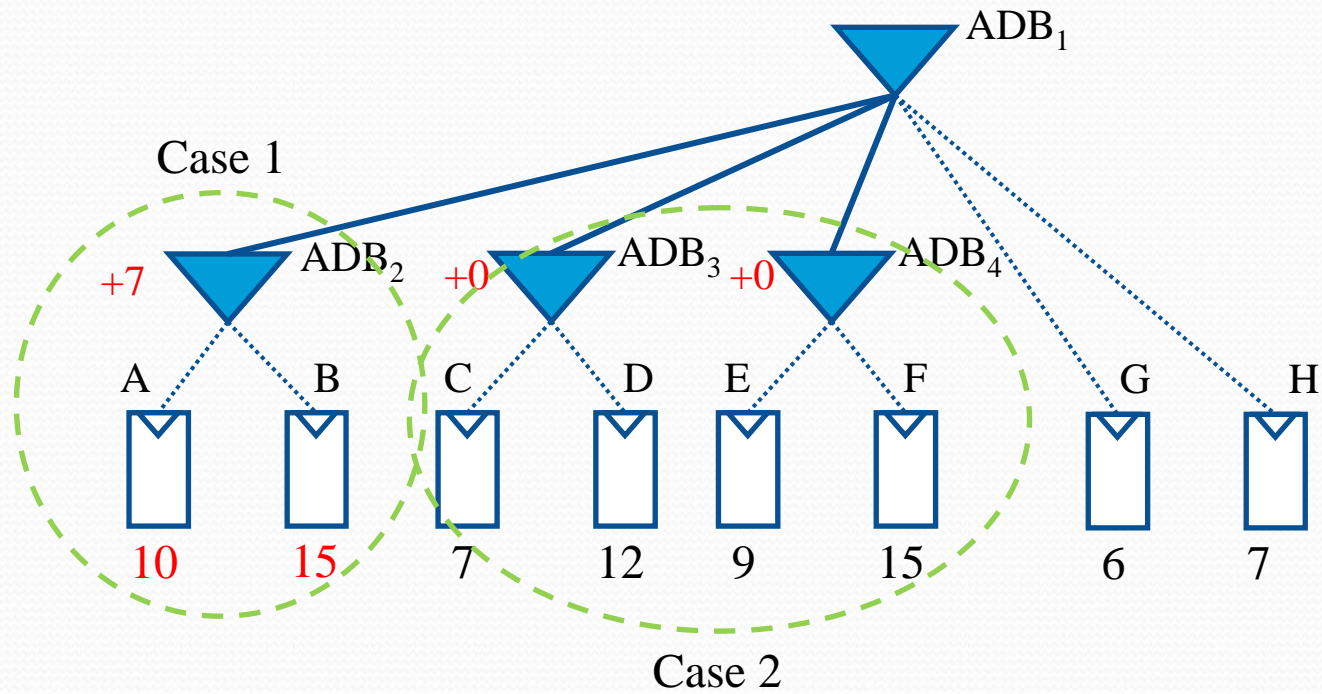 ADB₁
Case 1
+7 ADB₂ +0 ADB₃ +0 ADB₄
A B C D E F G H
10 15 7 12 9 15 6 7
Case 2